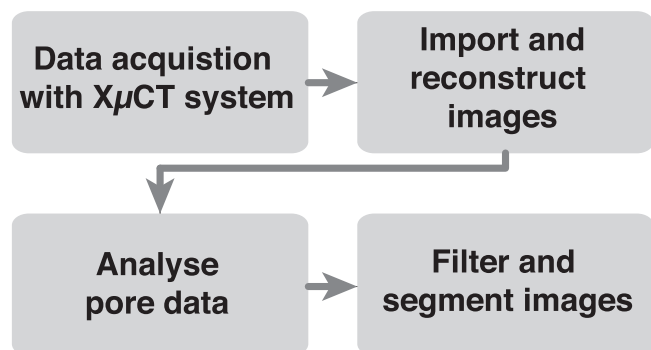 Data acquistion
with XµCT system
Import and
reconstruct
images
Analyse
pore data
Filter and
segment images